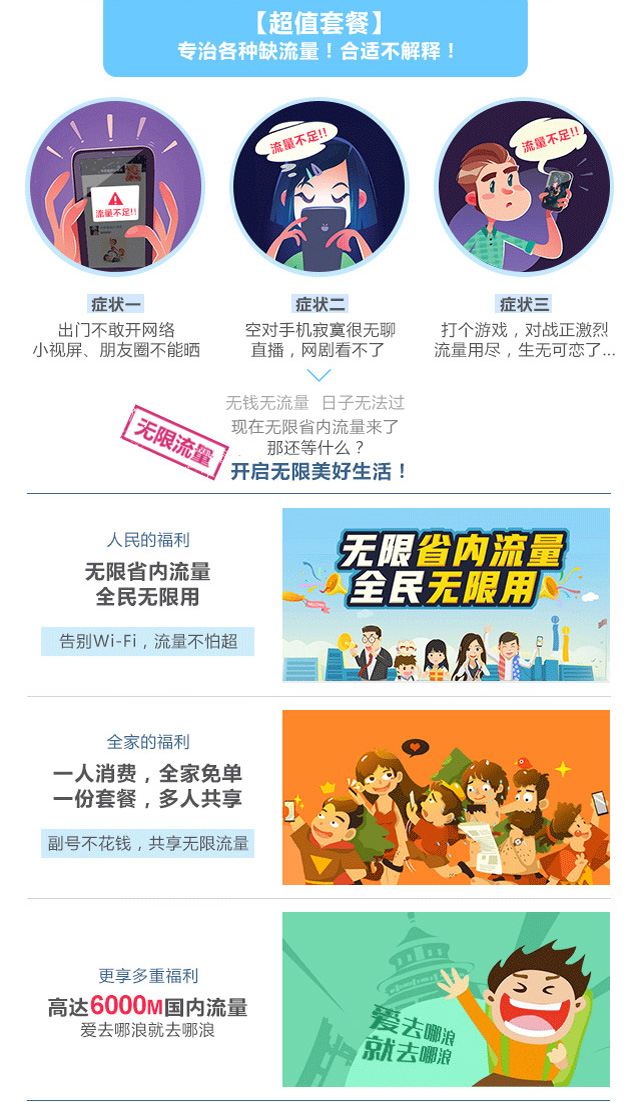 【超值套餐】
专治各种缺流量！合适不解释！
流量不足!!
流量不足!!
流量不足!!
症状一
出门不敢开网络
小视屏、朋友圈不能晒
症状二
空对手机寂寞很无聊
直播，网剧看不了
症状三
打个游戏，对战正激烈
流量用尽，生无可恋了...
无钱无流量 日子无法过
现在无限省内流量来了
那还等什么？
开启无限美好生活！
无限流量
人民的福利
无限省内流量
全民无限用
告别Wi-Fi，流量不怕超
无限省内流量
全民无限用
全家的福利
一人消费，全家免单
一份套餐，多人共享
副号不花钱，共享无限流量
更享多重福利
高达6000M国内流量
爱去哪浪就去哪浪
爱去哪浪
就去哪浪